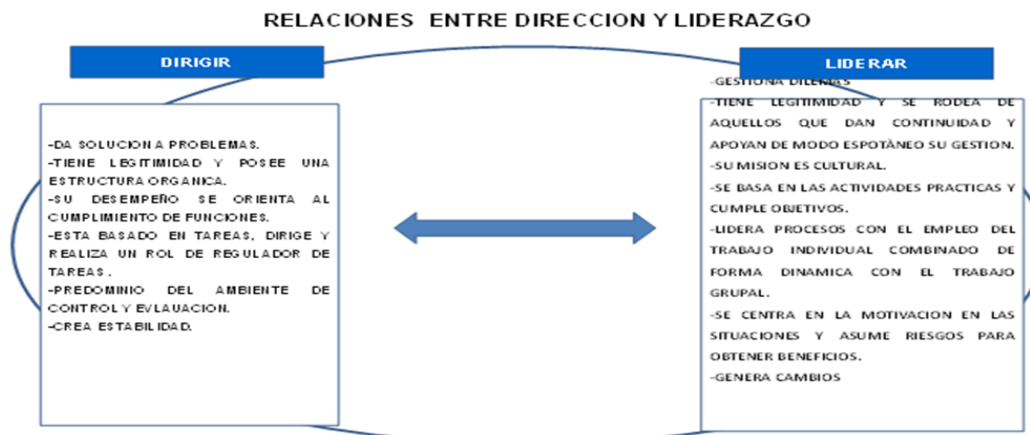 RELACIONES ENTRE DIRECCION Y LIDERAZGO
DIRIGIR
-DA SOLUCION A PROBLEMAS.
-TIENE LEGITIMIDAD Y POSEE UNA
ESTRUCTURA ORGANICA.
-SU DESEMPEÑO SE ORIENTA AL
CUMPLIMIENTO DE FUNCIONES.
-ESTA BASADO EN TAREAS, DIRIGE Y
REALIZA UN ROL DE REGULADOR DE
TAREAS.
-PREDOMINIO DEL AMBIENTE DE
CONTROL Y EVLAUACION.
-CREA ESTABILIDAD.
LIDERAR
-GESTIONA DILEMAS
-TIENE LEGITIMIDAD Y SE RODEA DE
AQUELLOS QUE DAN CONTINUIDAD Y
APOYAN DE MODO ESPOTÀNEO SU GESTION.
-SU MISION ES CULTURAL.
-SE BASA EN LAS ACTIVIDADES PRACTICAS Y
CUMPLE OBJETIVOS.
-LIDERA PROCESOS CON EL EMPLEO DEL
TRABAJO INDIVIDUAL COMBINADO DE
FORMA DINAMICA CON EL TRABAJO
GRUPAL.
-SE CENTRA EN LA MOTIVACION EN LAS
SITUACIONES Y ASUME RIESGOS PARA
OBTENER BENEFICIOS.
-GENERA CAMBIOS